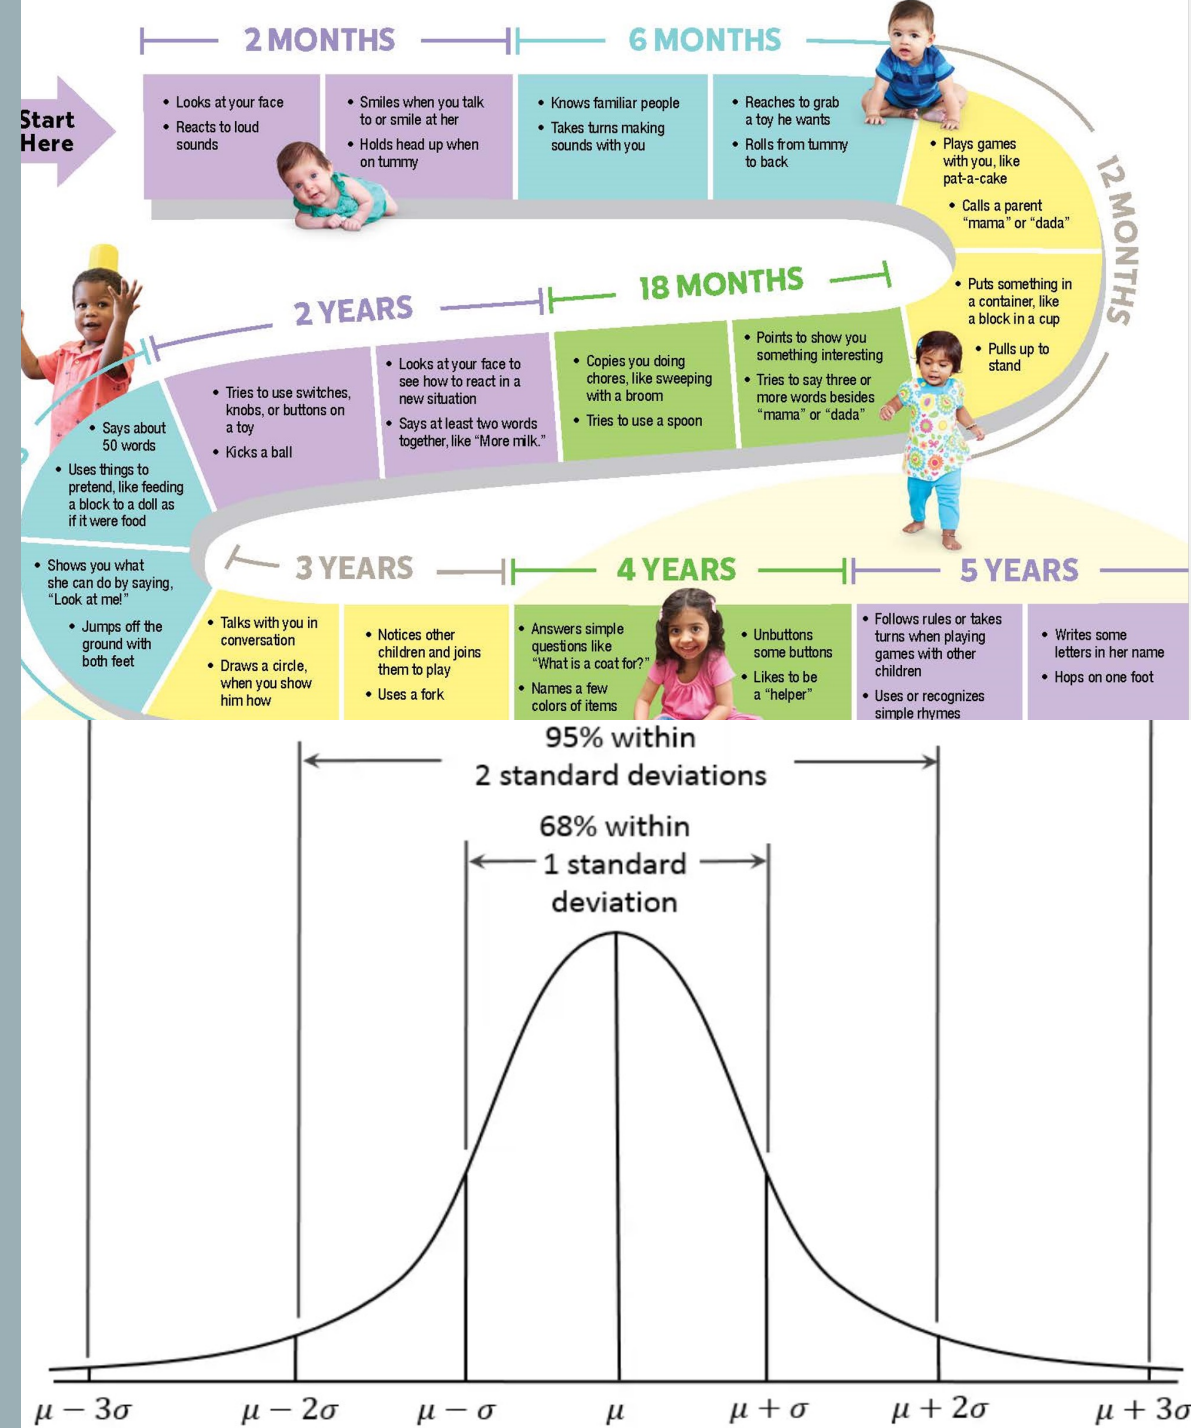 2 MONTHS
6 MONTHS
Start
Here
• Looks at your face
• Reacts to loud
sounds
• Smiles when you talk
to or smile at her
• Holds head up when
on tummy
• Knows familiar people
• Takes turns making
sounds with you
• Reaches to grab
a toy he wants
• Rolls from tummy
to back
12 MONTHS
• Plays games
with you, like
pat-a-cake
• Calls a parent
“mama” or “dada”
• Puts something in
a container, like
a block in a cup
• Pulls up to
stand
18 MONTHS
• Points to show you
something interesting
• Tries to say three or
more words besides
“mama” or “dada”
• Copies you doing
chores, like sweeping
with a broom
• Tries to use a spoon
2 YEARS
• Looks at your face to
see how to react in a
new situation
• Says at least two words
together, like “More milk.”
• Tries to use switches,
knobs, or buttons on
a toy
• Kicks a ball
• Says about
50 words
• Uses things to
pretend, like feeding
a block to a doll as
if it were food
• Shows you what
she can do by saying,
“Look at me!”
• Jumps off the
ground with
both feet
3 YEARS
4 YEARS
5 YEARS
• Talks with you in
conversation
• Draws a circle,
when you show
him how
• Notices other
children and joins
them to play
• Uses a fork
• Answers simple
questions like
“What is a coat for?”
• Names a few
colors of items
• Unbuttons
some buttons
• Likes to be
a “helper”
• Follows rules or takes
turns when playing
games with other
children
• Uses or recognizes
simple rhymes
• Writes some
letters in her name
• Hops on one foot
95% within
2 standard deviations
68% within
1 standard
deviation
μ − 3σ
μ − 2σ
μ − σ
μ
μ + σ
μ + 2σ
μ + 3σ